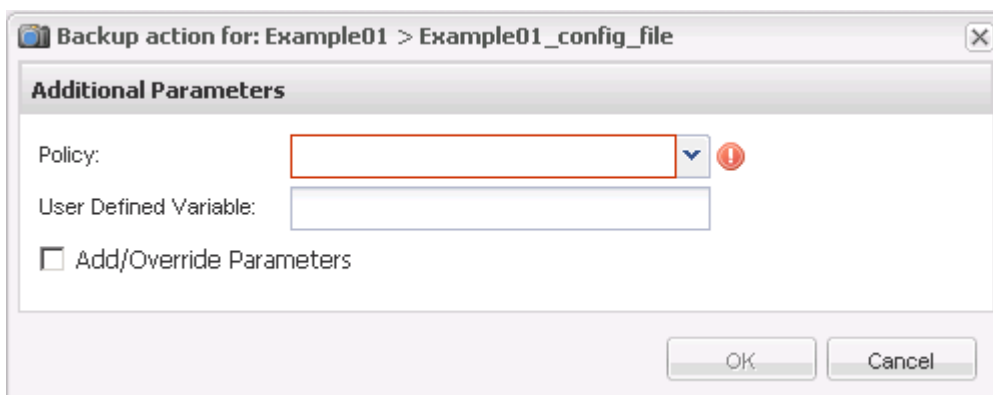 Backup action for: Example01 > Example01_config_file
Additional Parameters
Policy:
User Defined Variable:
Add/Override Parameters
OK Cancel